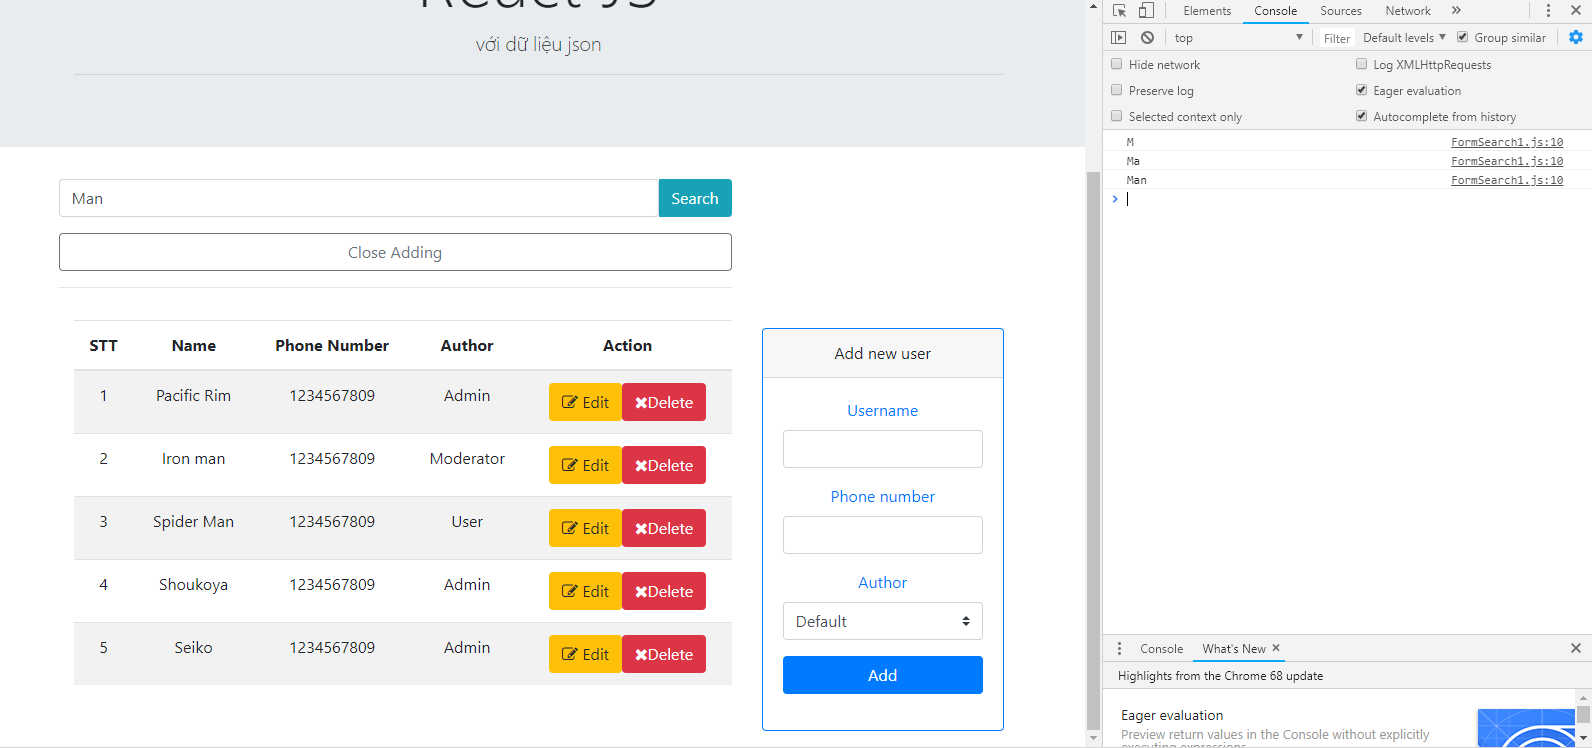 React JS
với dữ liệu json
Man
Search
Close Adding
STT Name Phone Number Author Action
1 Pacific Rim 1234567809 Admin Edit Delete
2 Iron man 1234567809 Moderator Edit Delete
3 Spider Man 1234567809 User Edit Delete
4 Shoukoya 1234567809 Admin Edit Delete
5 Seiko 1234567809 Admin Edit Delete
Add new user
Username
Phone number
Author
Default
Add
Elements Console Sources Network »
top Filter Default levels Group similar
Hide network Log XMLHttpRequests
Preserve log Eager evaluation
Selected context only Autocomplete from history
M FormSearch1.js:10
Ma FormSearch1.js:10
Man FormSearch1.js:10
Console What's New
Highlights from the Chrome 68 update
Eager evaluation
Preview return values in the Console without explicitly
executing expressions